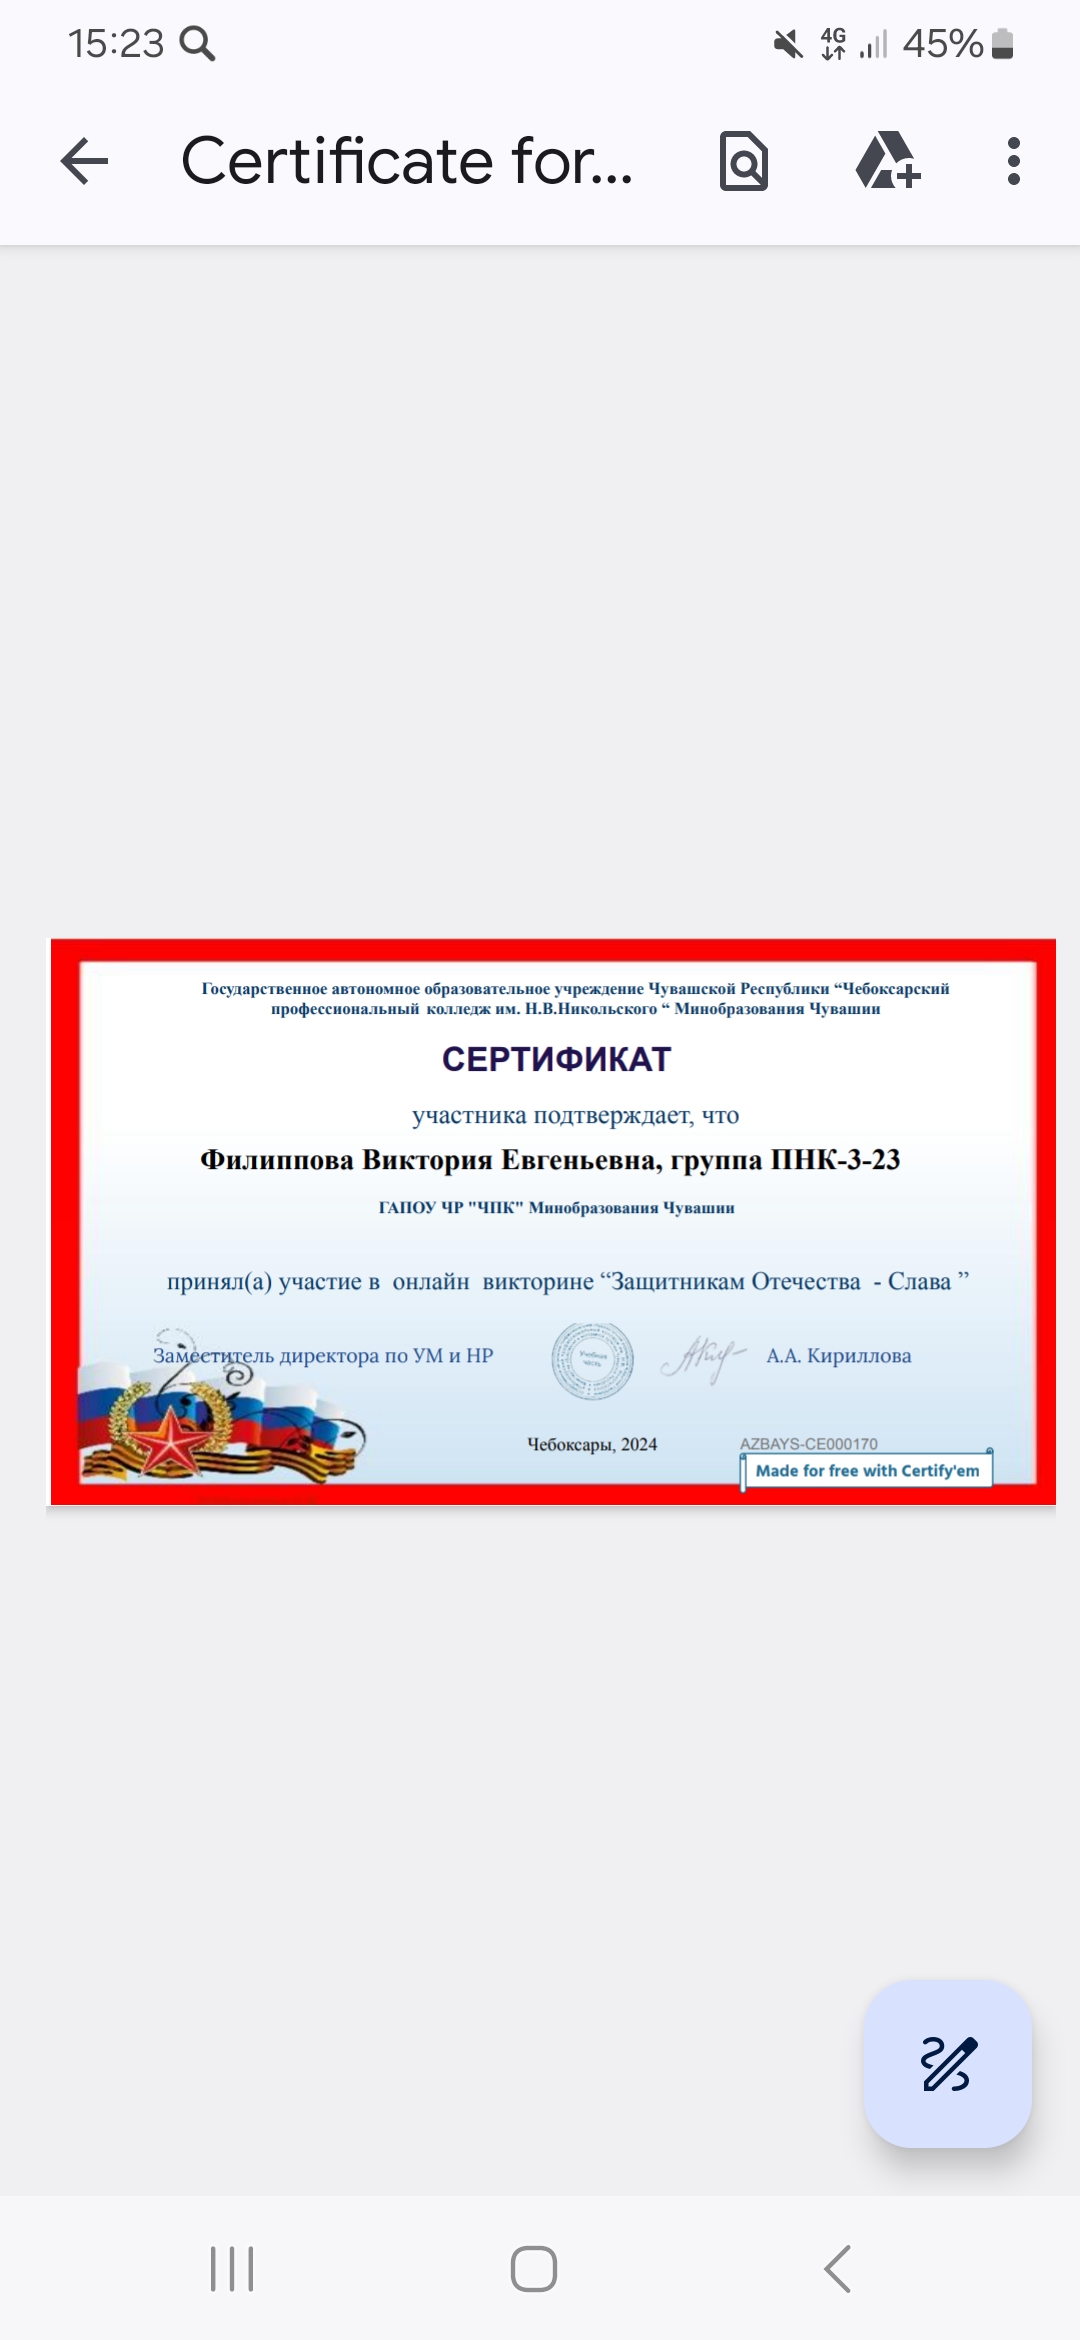 15:23
4G
45%
Certificate for...
Государственное автономное образовательное учреждение Чувашской Республики “Чебоксарский
профессиональный колледж им. Н.В.Никольского “ Минобразования Чувашии
СЕРТИФИКАТ
участника подтверждает, что
Филиппова Виктория Евгеньевна, группа ПНК-3-23
ГАПОУ ЧР "ЧПК" Минобразования Чувашии
принял(а) участие в онлайн викторине “Защитникам Отечества - Слава ”
Заместитель директора по УМ и НР
Учебная
часть
А.А. Кириллова
Чебоксары, 2024
AZBAYS-CE000170
Made for free with Certify'em